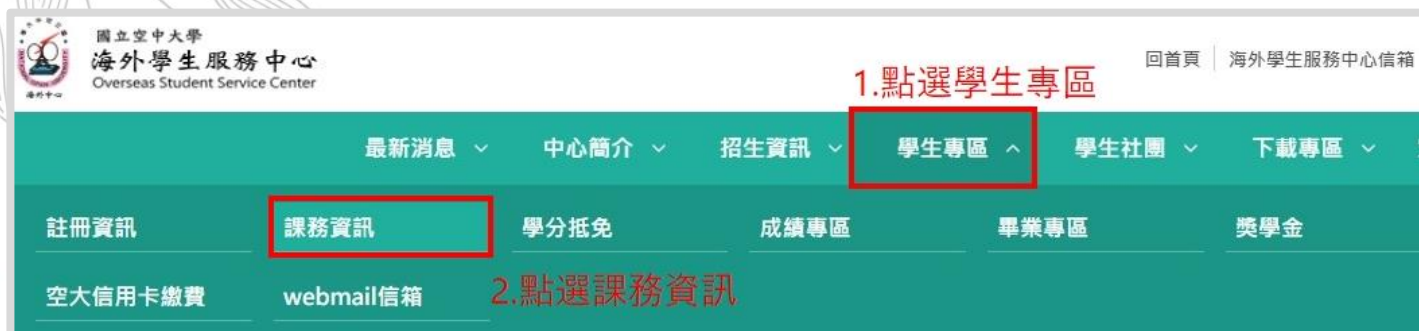 國立空中大學
海外學生服務中心
Overseas Student Service Center
海外中心
回首頁 海外學生服務中心信箱
1.點選學生專區
最新消息 中心簡介 招生資訊 學生專區 學生社團 下載專區
註冊資訊 課務資訊 學分抵免 成績專區 畢業專區 獎學金
空大信用卡繳費 webmail信箱 2.點選課務資訊